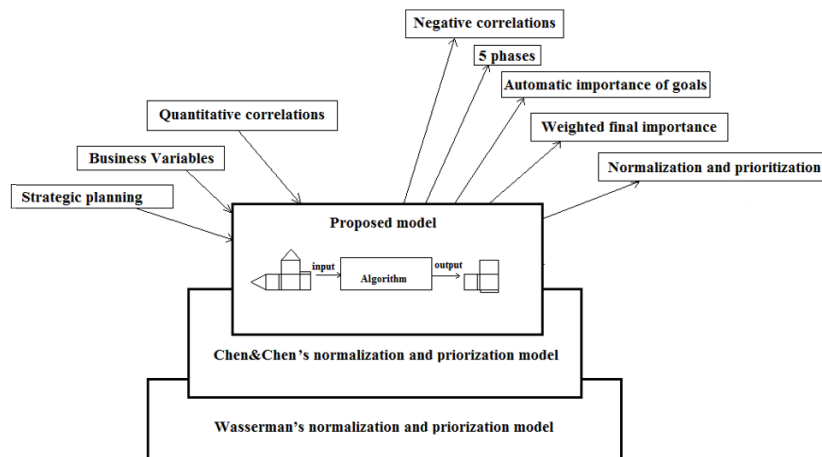 Negative correlations
5 phases
Automatic importance of goals
Quantitative correlations
Weighted final importance
Business Variables
Normalization and prioritization
Strategic planning
Proposed model
input
Algorithm
output
Chen&Chen's normalization and priorization model
Wasserman's normalization and priorization model